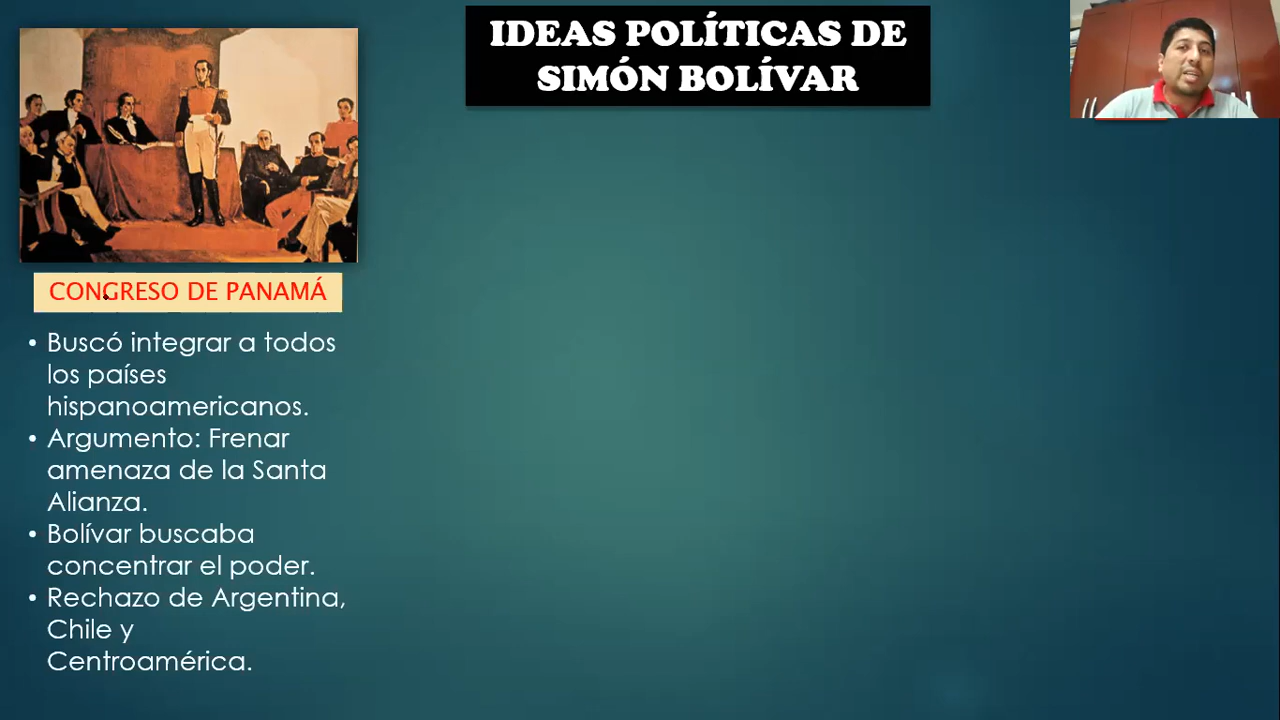 IDEAS POLÍTICAS DE
SIMÓN BOLÍVAR
CONGRESO DE PANAMÁ
• Buscó integrar a todos
los países
hispanoamericanos.
• Argumento: Frenar
amenaza de la Santa
Alianza.
• Bolívar buscaba
concentrar el poder.
• Rechazo de Argentina,
Chile y
Centroamérica.